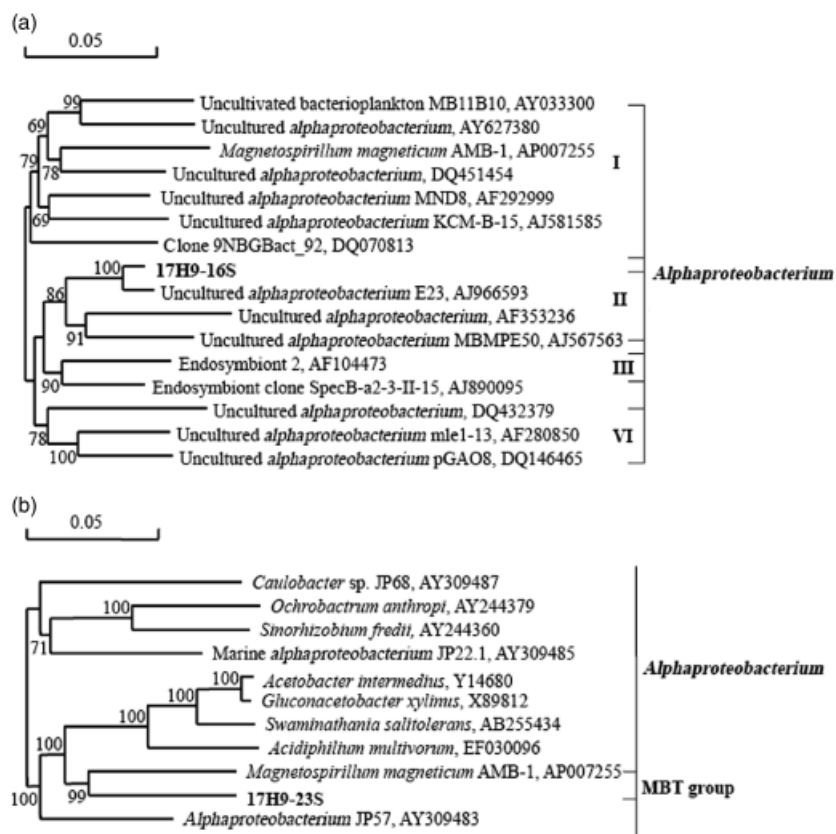 (a)
0.05
99
Uncultivated bacterioplankton MB11B10, AY033300
69
Uncultured alphaproteobacterium, AY627380
79
Magnetospirillum magneticum AMB-1, AP007255
I
78
Uncultured alphaproteobacterium, DQ451454
Uncultured alphaproteobacterium MND8, AF292999
69
Uncultured alphaproteobacterium KCM-B-15, AJ581585
Clone 9NBGBact_92, DQ070813
100
17H9-16S
Alphaproteobacterium
86
Uncultured alphaproteobacterium E23, AJ966593
II
Uncultured alphaproteobacterium, AF353236
91
Uncultured alphaproteobacterium MBMPE50, AJ567563
Endosymbiont 2, AF104473
III
90
Endosymbiont clone SpecB-a2-3-II-15, AJ890095
Uncultured alphaproteobacterium, DQ432379
78
Uncultured alphaproteobacterium mle1-13, AF280850
VI
100
Uncultured alphaproteobacterium pGAO8, DQ146465
(b)
0.05
Caulobacter sp. JP68, AY309487
100
Ochrobactrum anthropi, AY244379
Sinorhizobium fredii, AY244360
71
Marine alphaproteobacterium JP22.1, AY309485
Alphaproteobacterium
100
Acetobacter intermedius, Y14680
100
Gluconacetobacter xylinus, X89812
100
Swaminathania salitolerans, AB255434
100
Acidiphilium multivorum, EF030096
Magnetospirillum magneticum AMB-1, AP007255
MBT group
99
17H9-23S
100
Alphaproteobacterium JP57, AY309483